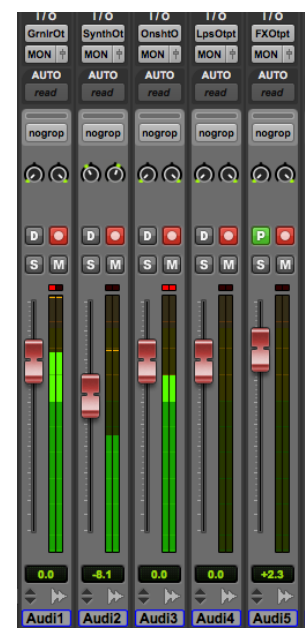 I/O I/O I/O I/O I/O
GrnlrOt SynthOt OnshtO LpsOtpt FXOtpt
MON MON MON MON MON
AUTO AUTO AUTO AUTO AUTO
read read read read read
nogrop nogrop nogrop nogrop nogrop
D D D D P
S M S M S M S M S M
0.0 -8.1 0.0 0.0 +2.3
Audi1 Audi2 Audi3 Audi4 Audi5